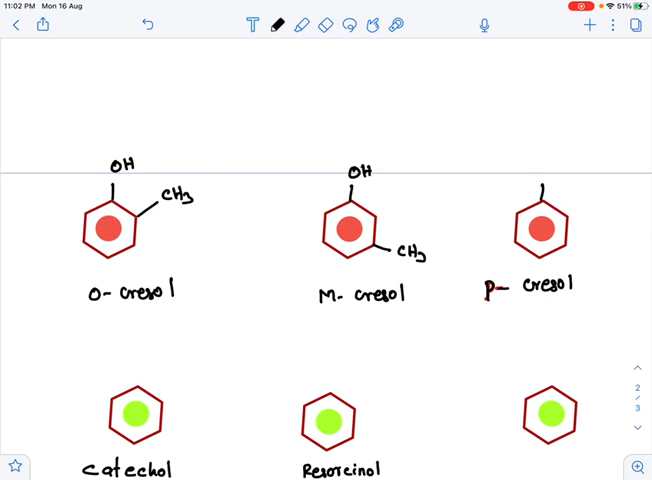 11:02 PM Mon 16 Aug
51%
T
OH
CH3
OH
CH3
O- cresol
M- cresol
P- cresol
2
/
3
Catechol
Resorcinol